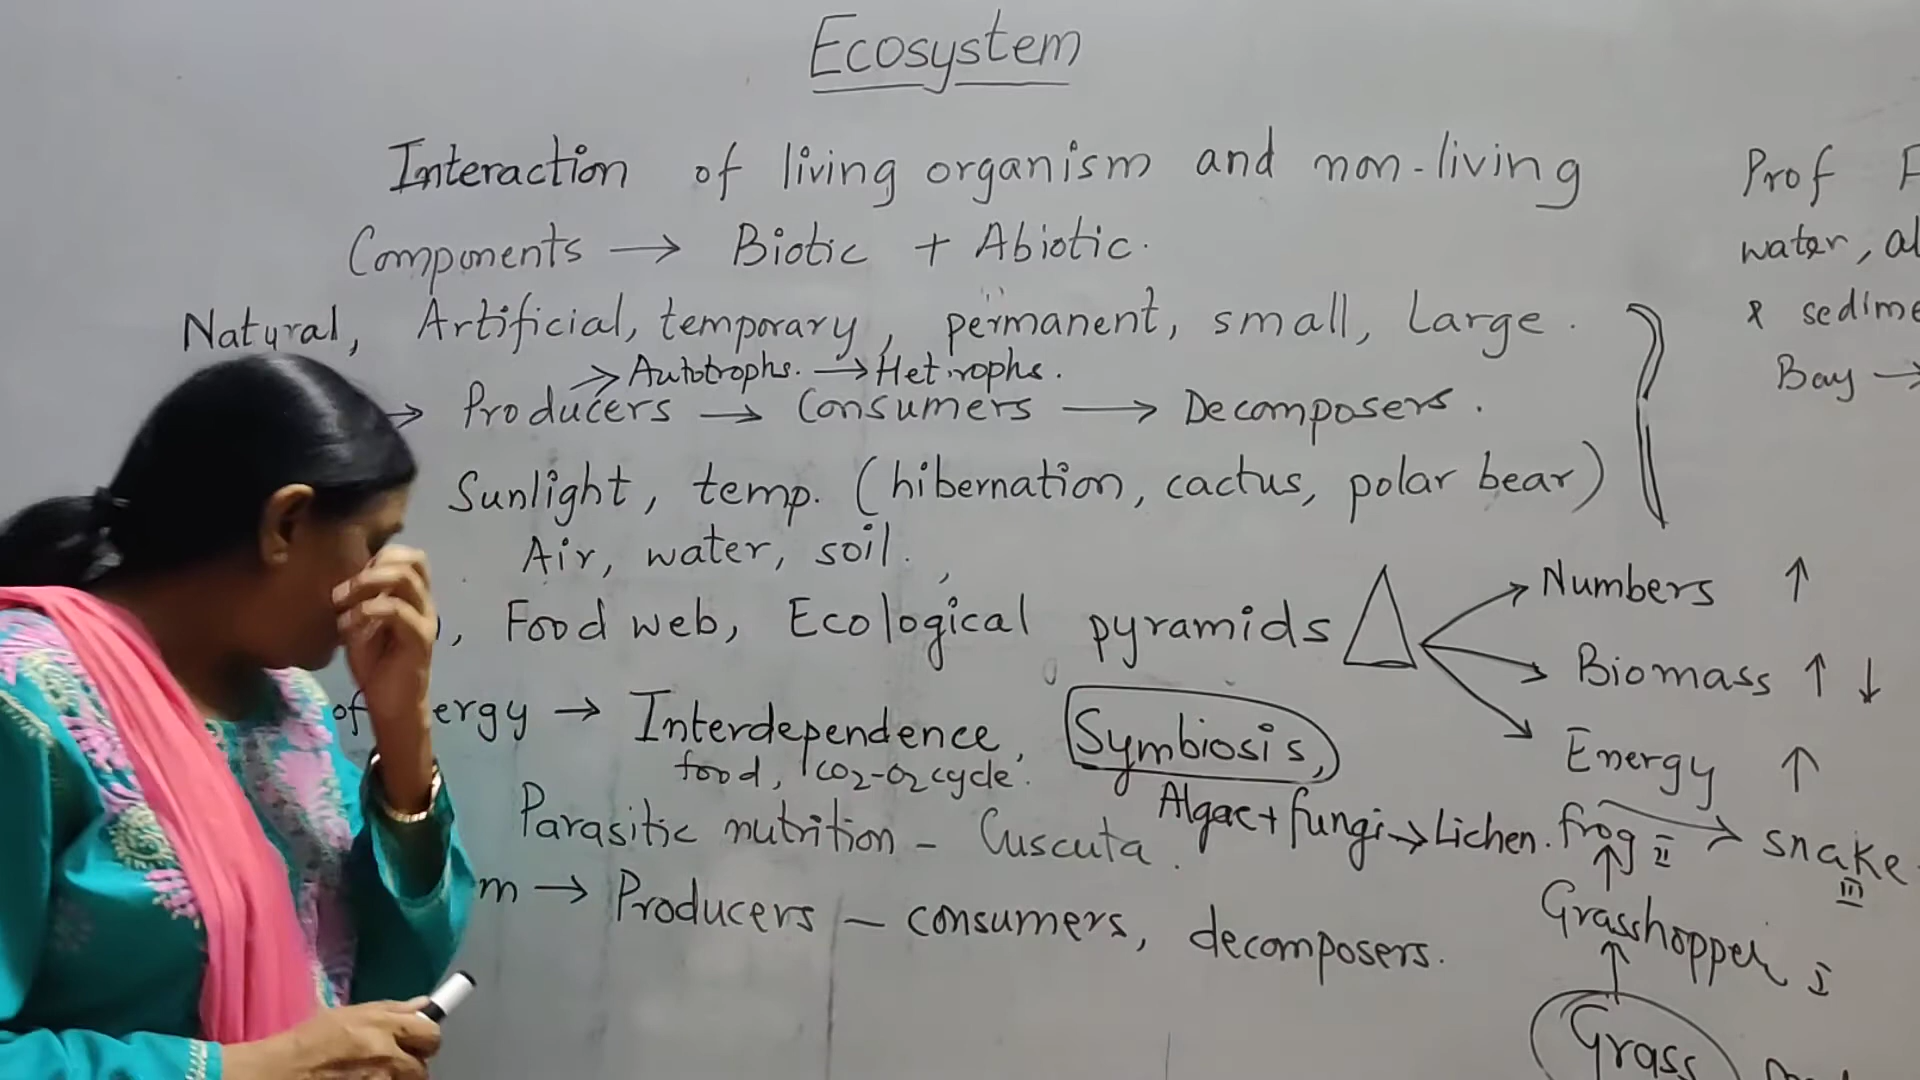 Ecosystem
Interaction of living organism and non-living
Components → Biotic + Abiotic.
Natural, Artificial, temporary, permanent, small, Large.
→ Autotrophs. → Hetrophs.
→ Producers → Consumers → Decomposers.
Sunlight, temp. (hibernation, cactus, polar bear)
Air, water, soil.
, Food web, Ecological pyramids
Numbers ↑
Biomass ↑ ↓
Energy ↑
of ergy → Interdependence, Symbiosis,
food, CO2-O2 cycle.
Algae + fungi → Lichen.
Parasitic nutrition - Cuscuta.
m → Producers - consumers, decomposers.
frog II → snake
III
↑
Grasshopper I
↑
Grass
Prof
water, al
& sedime
Bay →